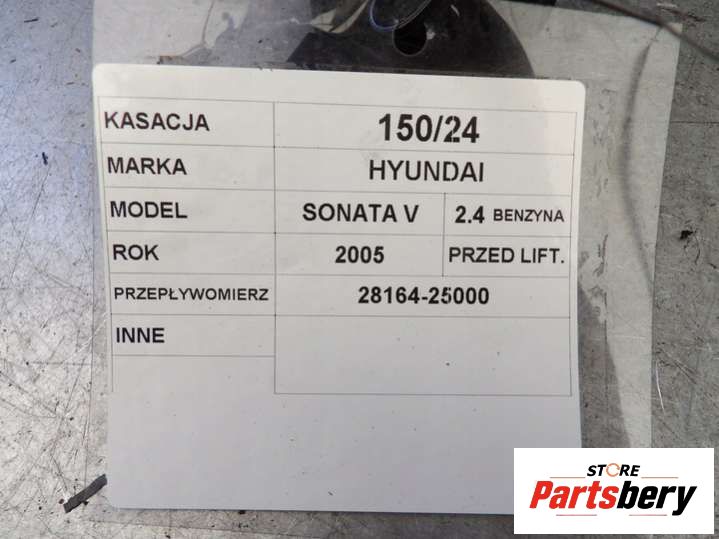 KASACJA 150/24
MARKA HYUNDAI
MODEL SONATA V 2.4 BENZYNA
ROK 2005 PRZED LIFT.
PRZEPŁYWOMIERZ 28164-25000
INNE
STORE
Partsbery